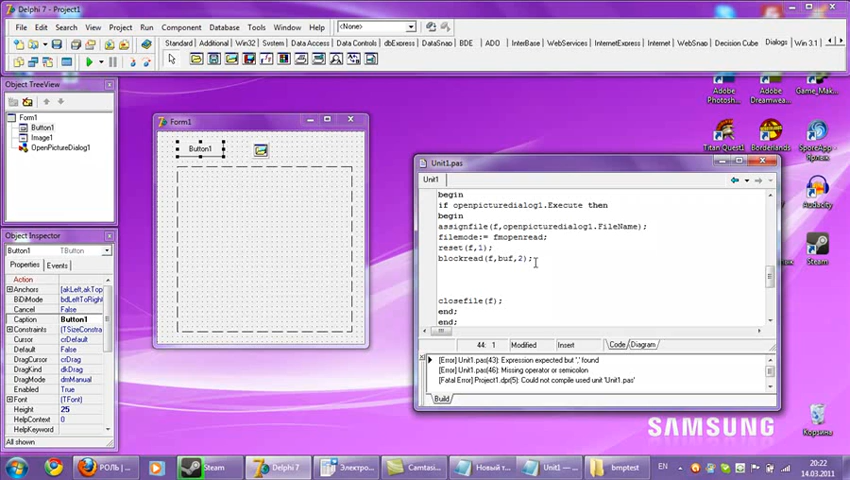 Delphi 7 - Project1
File Edit Search View Project Run Component Database Tools Window Help <None>
Standard Additional Win32 System Data Access Data Controls dbExpress DataSnap BDE ADO InterBase WebServices InternetExpress Internet WebSnap Decision Cube Dialogs Win 3.1
Object TreeView
Form1
Button1
Image1
OpenPictureDialog1
Object Inspector
Button1 TButton
Properties Events
Action
Anchors [akLeft,akTop
BiDiMode bdLeftToRight
Cancel False
Caption Button1
Constraints (TSizeConstra
Cursor crDefault
Default False
DragCursor crDrag
DragKind dkDrag
DragMode dmManual
Enabled True
Font (TFont)
Height 25
HelpContext 0
HelpKeyword
All shown
Form1
Button1
Unit1.pas
Unit1
begin
if openpicturedialog1.Execute then
begin
assignfile(f,openpicturedialog1.FileName);
filemode:= fmopenread;
reset(f,1);
blockread(f,buf,2);
closefile(f);
end;
end;
44: 1 Modified Insert Code Diagram
[Error] Unit1.pas(43): Expression expected but ',' found
[Error] Unit1.pas(46): Missing operator or semicolon
[Fatal Error] Project1.dpr(5): Could not compile used unit 'Unit1.pas'
Build
Adobe Photosh...
Adobe Dreamweav...
Game_Mak...
Titan Quest1
Borderlands
SporeApp - Ярлык
Audacity
Steam
SAMSUNG
Корзина
РОЛЬ | ...
Steam
Delphi 7
Электро...
Camtasi...
Новый т...
Unit1 — ...
bmptest
EN
20:22
14.03.2011